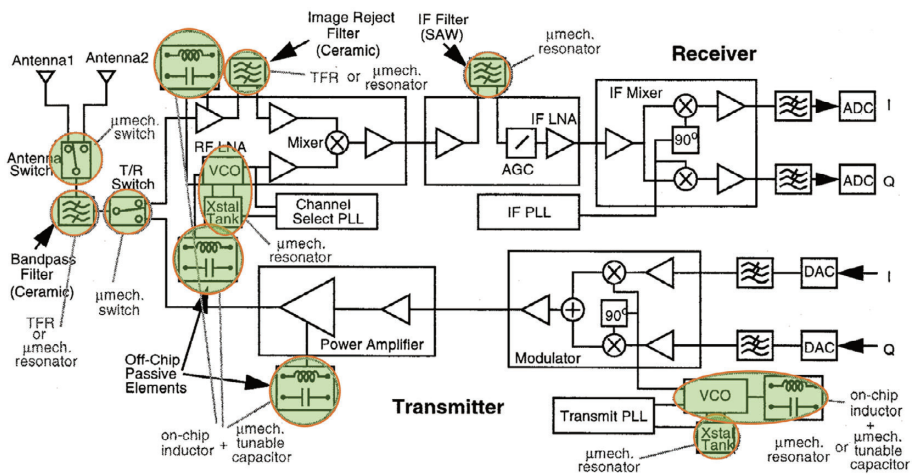 Image Reject
Filter
(Ceramic)
IF Filter
(SAW)
µmech.
resonator
Receiver
Antenna1
Antenna2
TFR or µmech.
resonator
IF Mixer
µmech.
switch
Antenna
Switch
T/R
Switch
RF LNA
Mixer
IF LNA
AGC
90°
ADC
I
ADC
Q
VCO
Xstal
Tank
Channel
Select PLL
IF PLL
µmech.
resonator
Bandpass
Filter
(Ceramic)
µmech.
switch
TFR
or
µmech.
resonator
Off-Chip
Passive
Elements
Power Amplifier
Modulator
90°
DAC
I
DAC
Q
Transmitter
on-chip
inductor
+
µmech.
tunable
capacitor
Transmit PLL
VCO
Xstal
Tank
µmech.
resonator
µmech.
resonator
or
on-chip
inductor
+
µmech.
tunable
capacitor